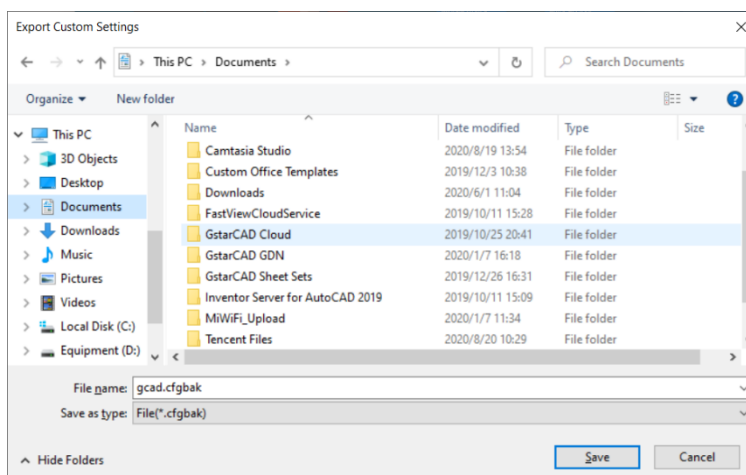 Export Custom Settings
This PC > Documents >
Search Documents
Organize New folder
Name Date modified Type Size
This PC
3D Objects
Desktop
Documents
Downloads
Music
Pictures
Videos
Local Disk (C:)
Equipment (D:)
Camtasia Studio 2020/8/19 13:54 File folder
Custom Office Templates 2019/12/3 10:38 File folder
Downloads 2020/6/1 11:04 File folder
FastViewCloudService 2019/10/11 15:28 File folder
GstarCAD Cloud 2019/10/25 20:41 File folder
GstarCAD GDN 2020/1/7 16:18 File folder
GstarCAD Sheet Sets 2019/12/26 16:31 File folder
Inventor Server for AutoCAD 2019 2019/10/11 15:09 File folder
MiWiFi_Upload 2020/1/7 11:34 File folder
Tencent Files 2020/8/20 10:29 File folder
File name: gcad.cfgbak
Save as type: File(*.cfgbak)
Hide Folders
Save Cancel